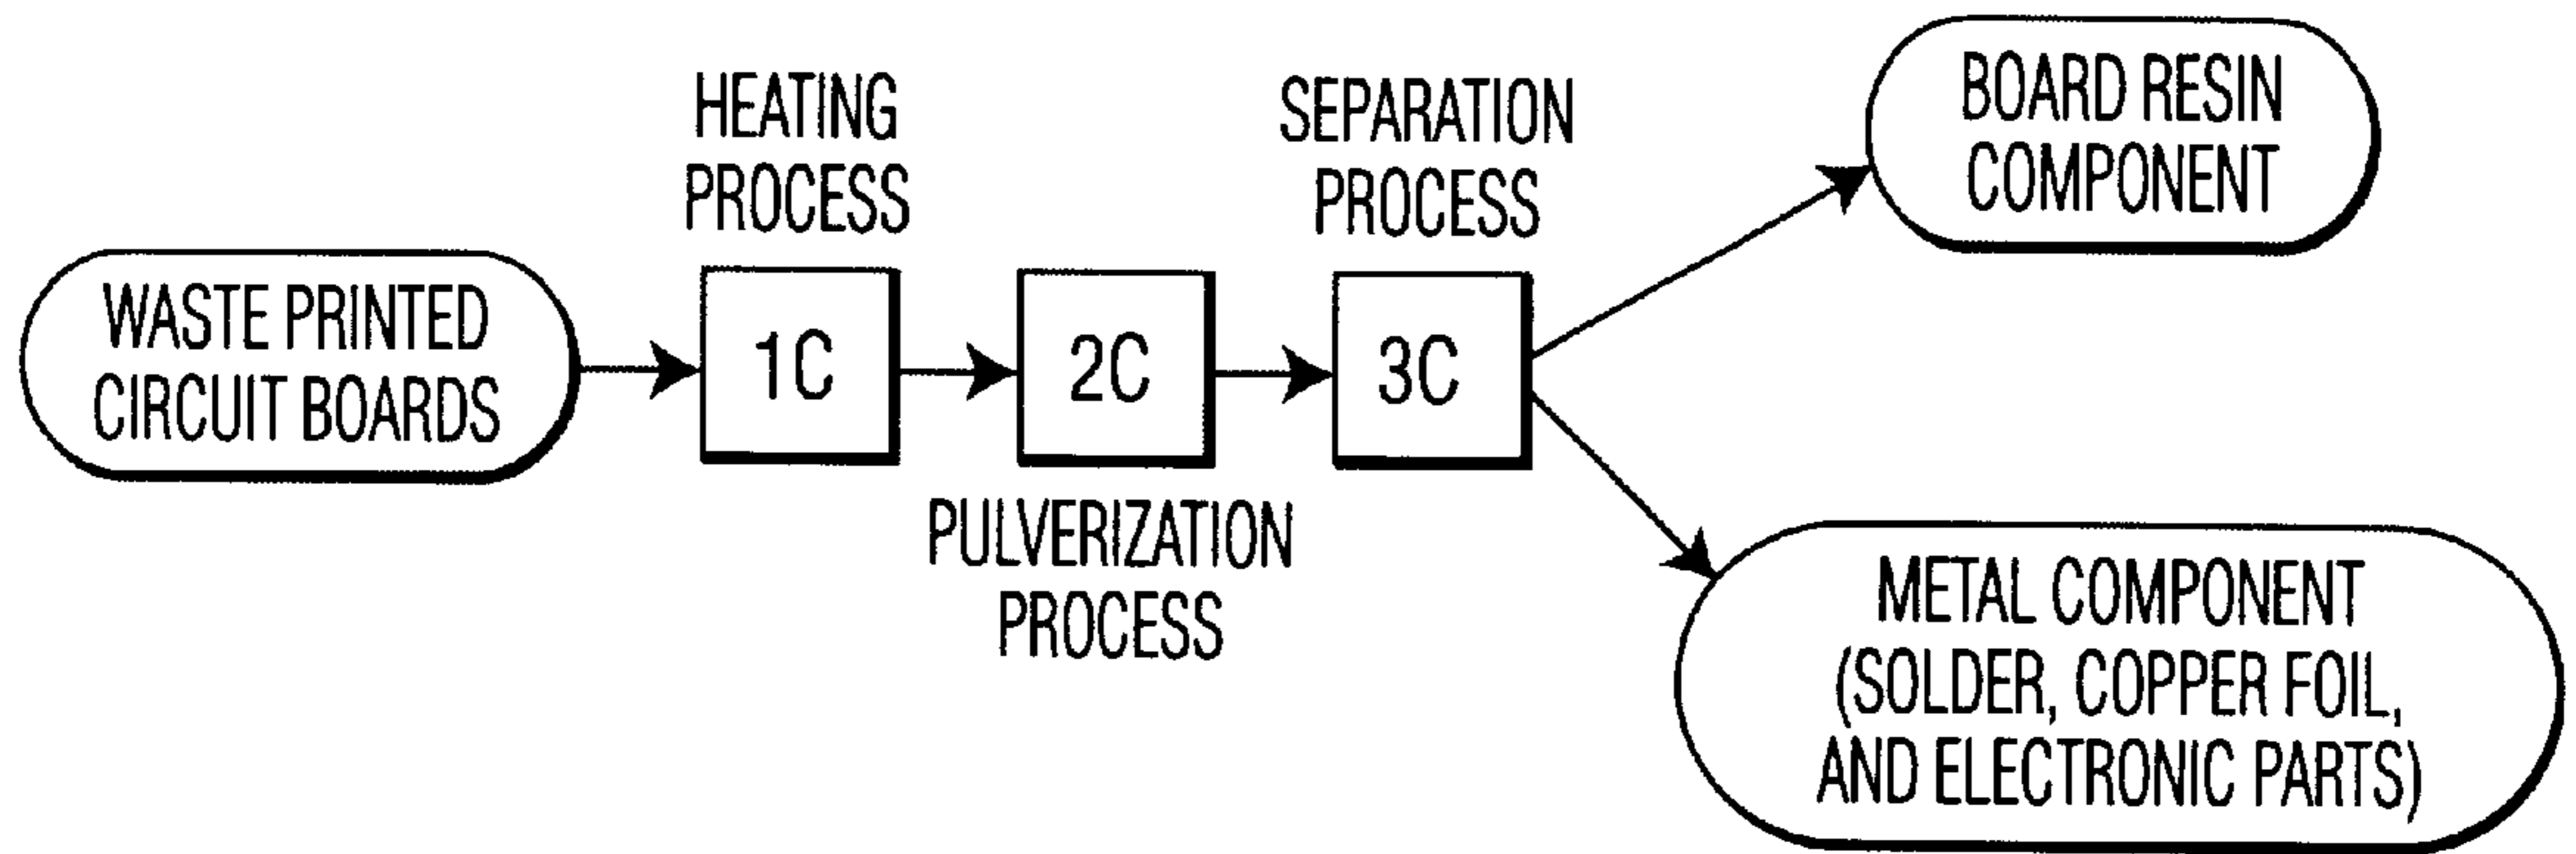 WASTE PRINTED
CIRCUIT BOARDS
HEATING
PROCESS
1C
2C
PULVERIZATION
PROCESS
SEPARATION
PROCESS
3C
BOARD RESIN
COMPONENT
METAL COMPONENT
(SOLDER, COPPER FOIL,
AND ELECTRONIC PARTS)